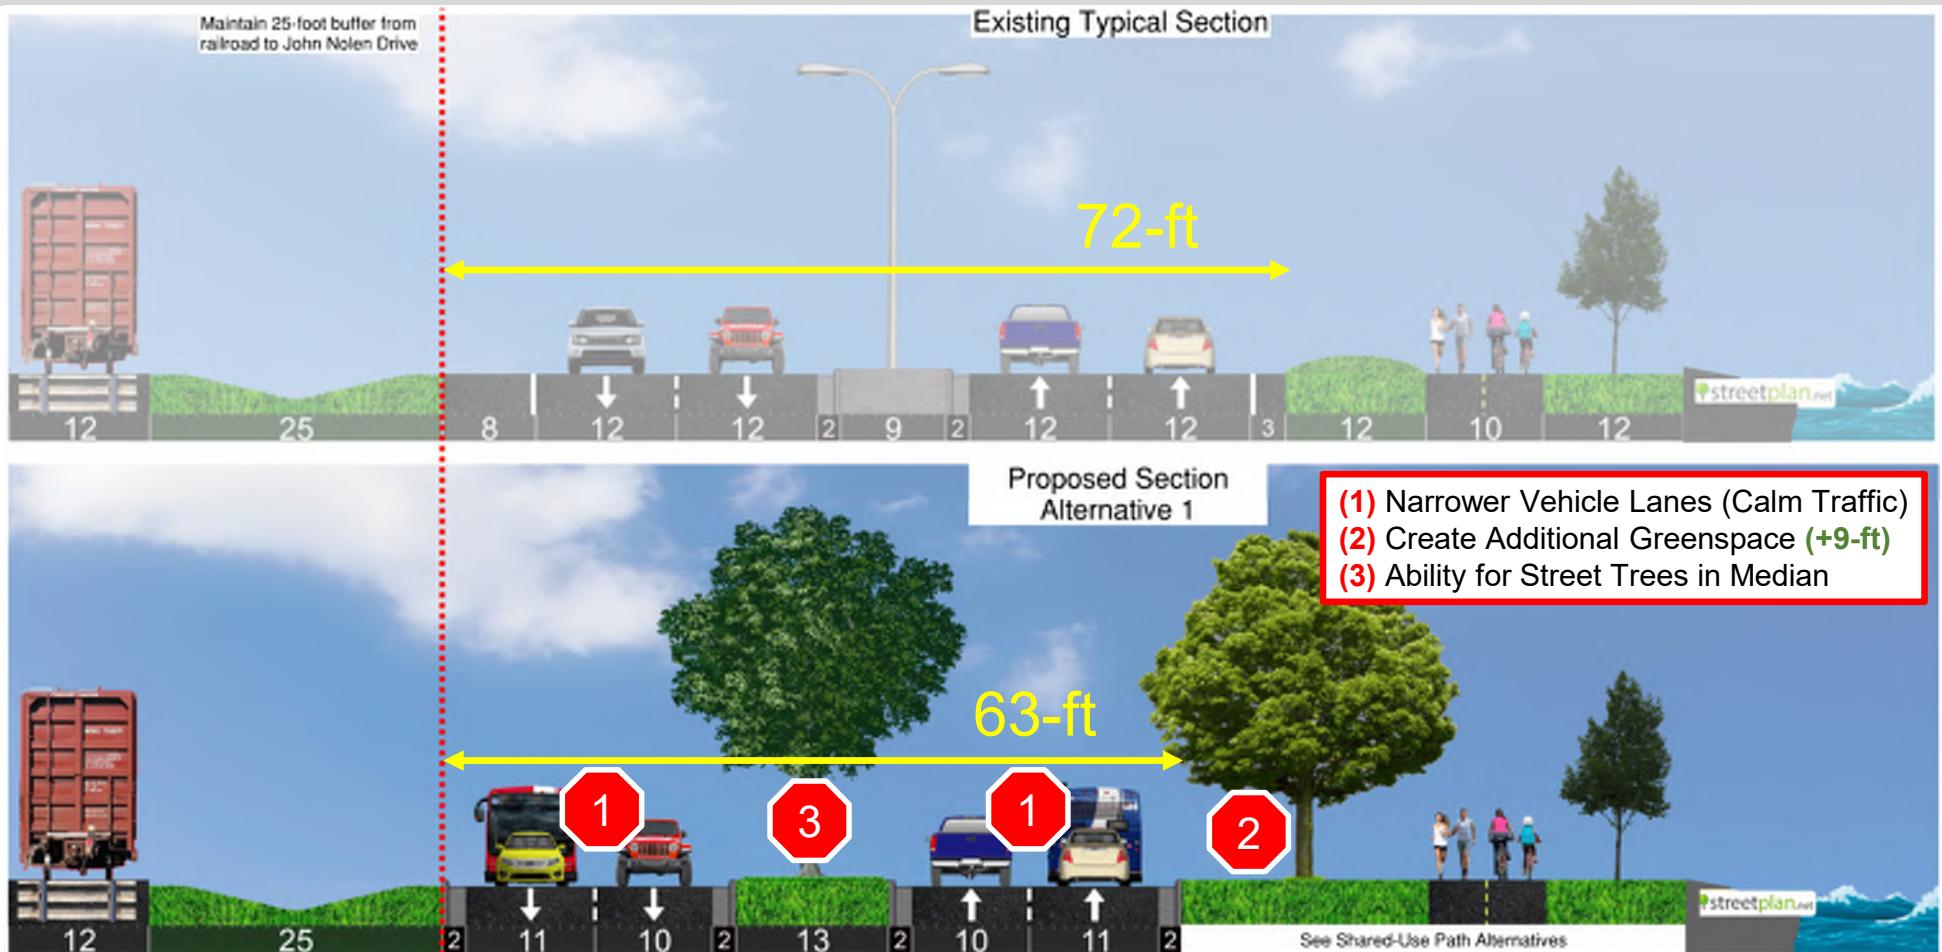 Maintain 25-foot buffer from
railroad to John Nolen Drive
Existing Typical Section
72-ft
streetplan.net
12 25 8 12 12 2 9 2 12 12 3 12 10 12
Proposed Section
Alternative 1
(1) Narrower Vehicle Lanes (Calm Traffic)
(2) Create Additional Greenspace (+9-ft)
(3) Ability for Street Trees in Median
63-ft
1 3 1 2
streetplan.net
12 25 2 11 10 2 13 2 10 11 2 See Shared-Use Path Alternatives